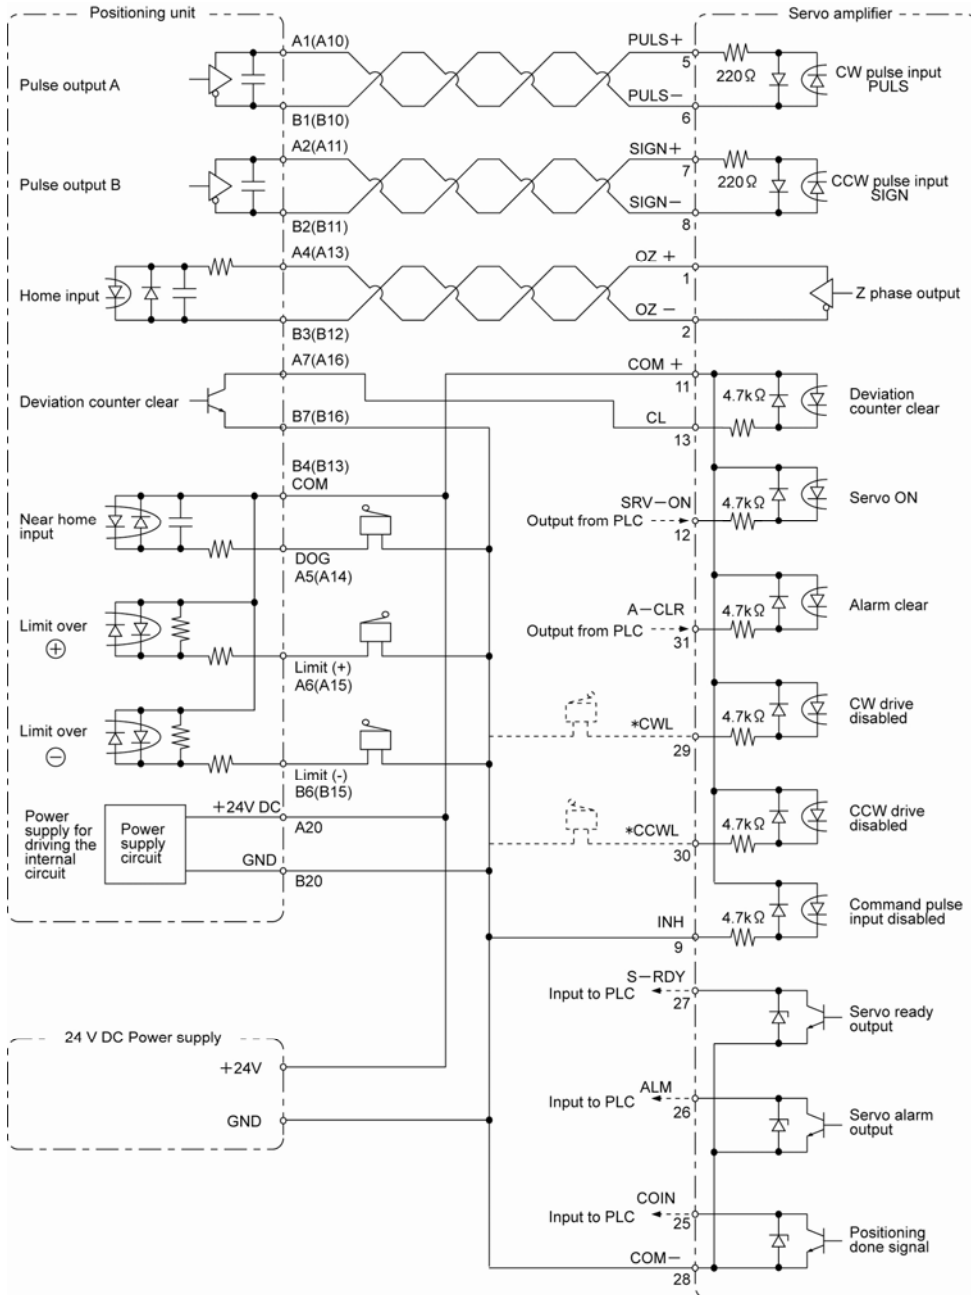 Positioning unit
Servo amplifier
A1(A10)
PULS+
5
220Ω
Pulse output A
CW pulse input
PULS
PULS−
B1(B10)
6
A2(A11)
SIGN+
7
220Ω
Pulse output B
CCW pulse input
SIGN
SIGN−
B2(B11)
8
A4(A13)
OZ +
1
Home input
Z phase output
OZ −
B3(B12)
2
A7(A16)
COM +
11
4.7kΩ
Deviation
counter clear
Deviation counter clear
CL
B7(B16)
13
B4(B13)
COM
Near home
input
SRV−ON
Output from PLC
12
4.7kΩ
Servo ON
DOG
A5(A14)
A−CLR
Output from PLC
31
4.7kΩ
Alarm clear
Limit over
+
Limit (+)
A6(A15)
*CWL
29
4.7kΩ
CW drive
disabled
Limit over
−
Limit (-)
B6(B15)
+24V DC
A20
Power
supply for
driving the
internal
circuit
Power
supply
circuit
GND
B20
*CCWL
30
4.7kΩ
CCW drive
disabled
INH
9
4.7kΩ
Command pulse
input disabled
S−RDY
Input to PLC
27
Servo ready
output
24 V DC Power supply
+24V
GND
ALM
Input to PLC
26
Servo alarm
output
COIN
Input to PLC
25
Positioning
done signal
COM−
28